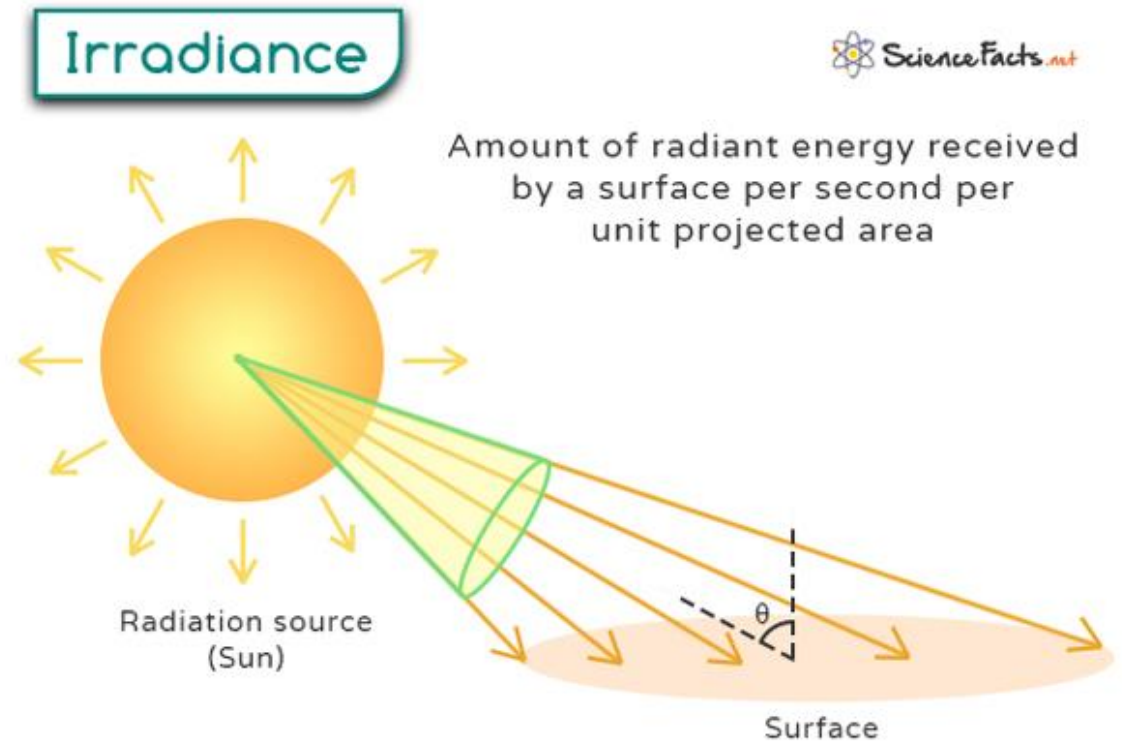 Irradiance
ScienceFacts.net
Amount of radiant energy received
by a surface per second per
unit projected area
θ
Radiation source
(Sun)
Surface